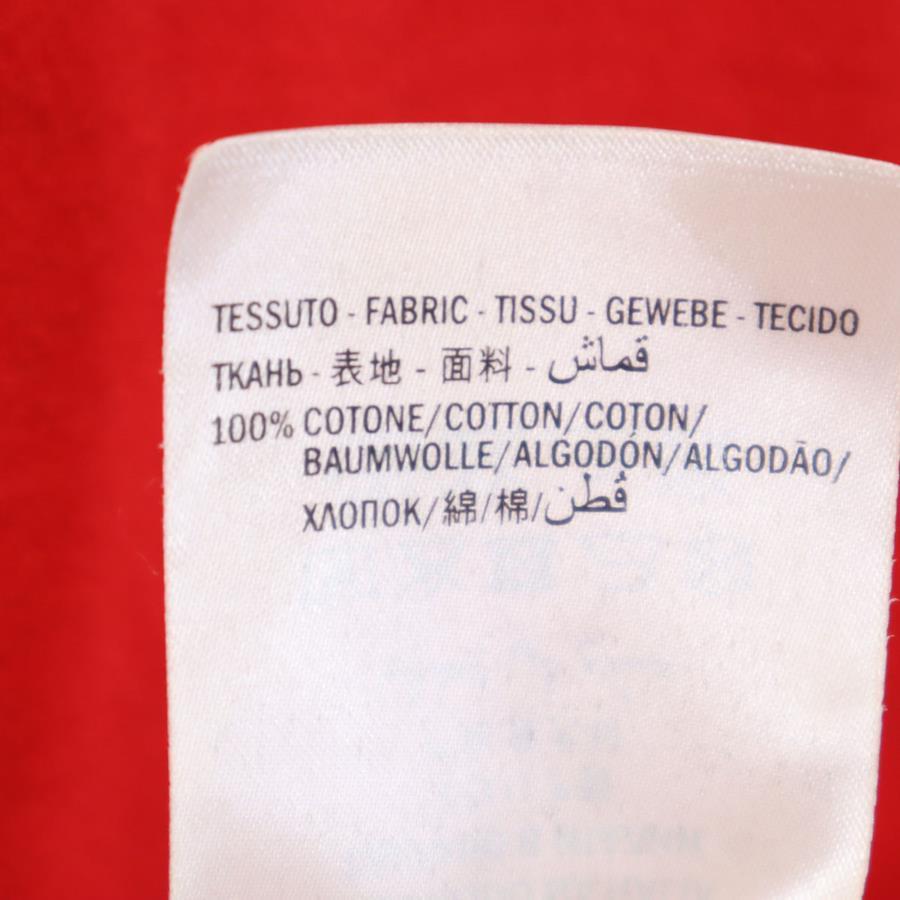 TESSUTO - FABRIC - TISSU - GEWEBE - TECIDO
ТКАНЬ - 表地 - 面料 - قماش
100% COTONE/COTTON/COTON/
BAUMWOLLE/ALGODÓN/ALGODÃO/
ХЛОПОК/綿/棉/قطن